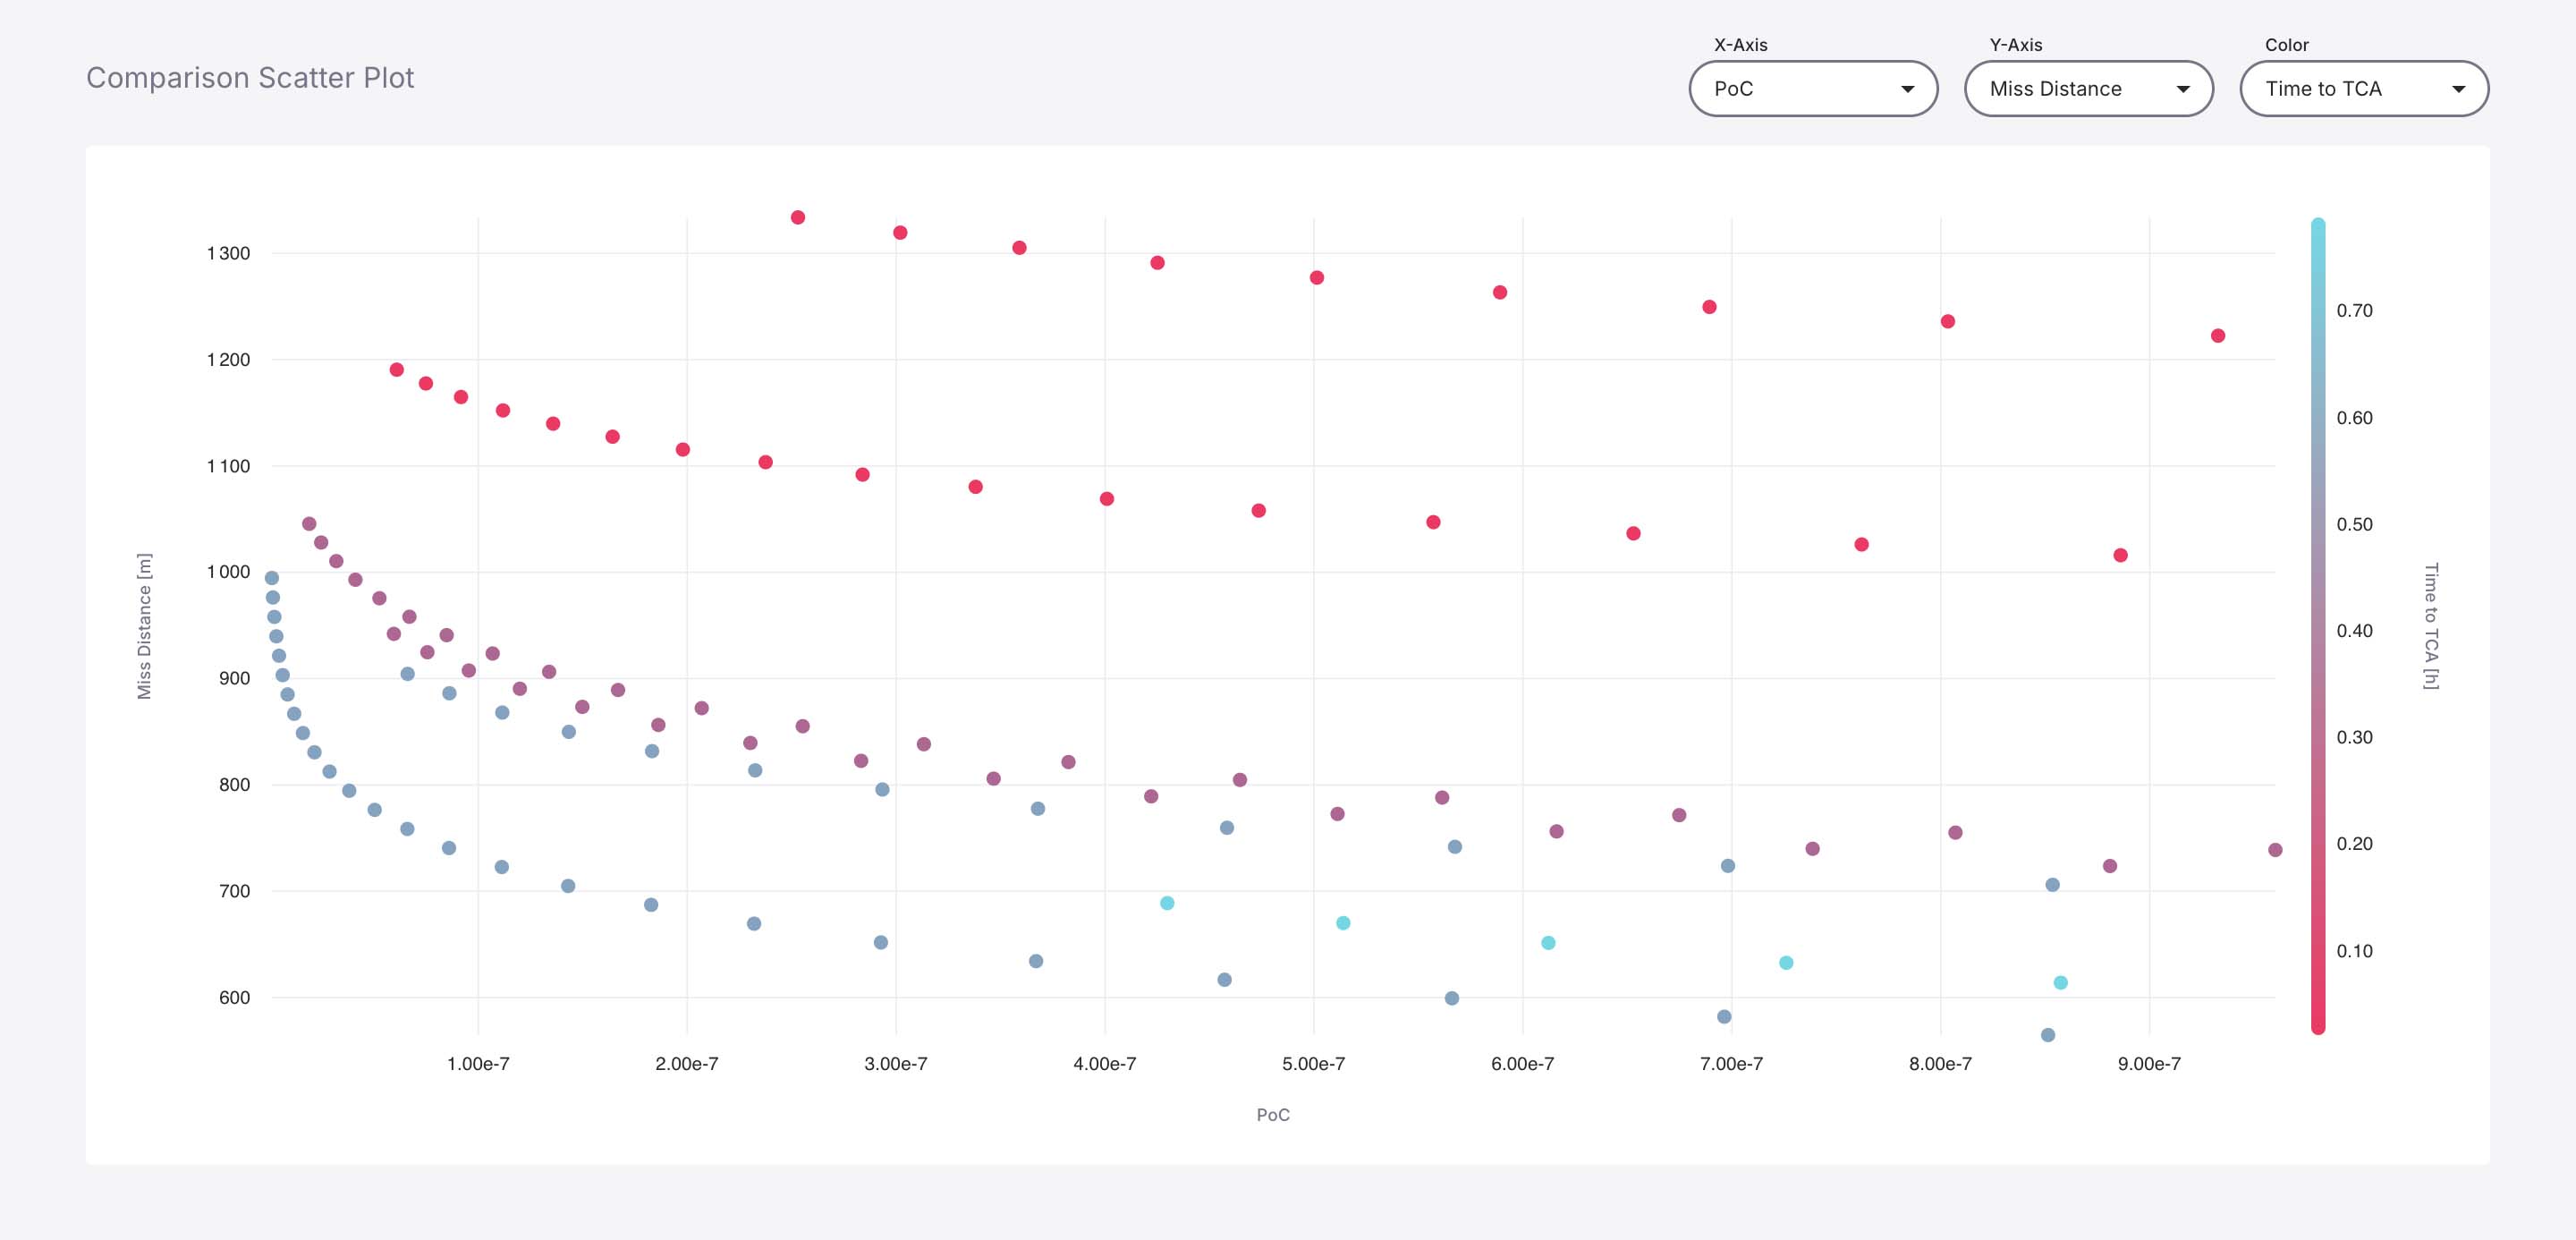 Comparison Scatter Plot
X-Axis
PoC
Y-Axis
Miss Distance
Color
Time to TCA
1 300
1 200
1 100
1 000
900
800
700
600
Miss Distance [m]
1.00e-7
2.00e-7
3.00e-7
4.00e-7
5.00e-7
6.00e-7
7.00e-7
8.00e-7
9.00e-7
PoC
0.70
0.60
0.50
0.40
0.30
0.20
0.10
Time to TCA [h]